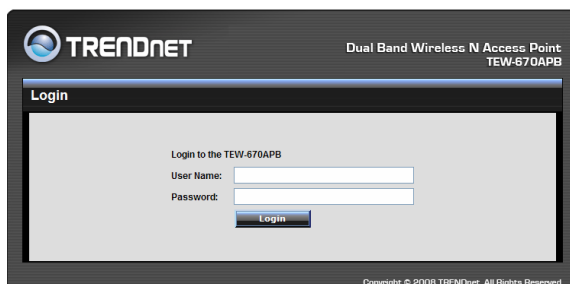 TRENDNET
Dual Band Wireless N Access Point
TEW-670APB
Login
Login to the TEW-670APB
User Name:
Password:
Login
Copyright © 2008 TRENDnet. All Rights Reserved